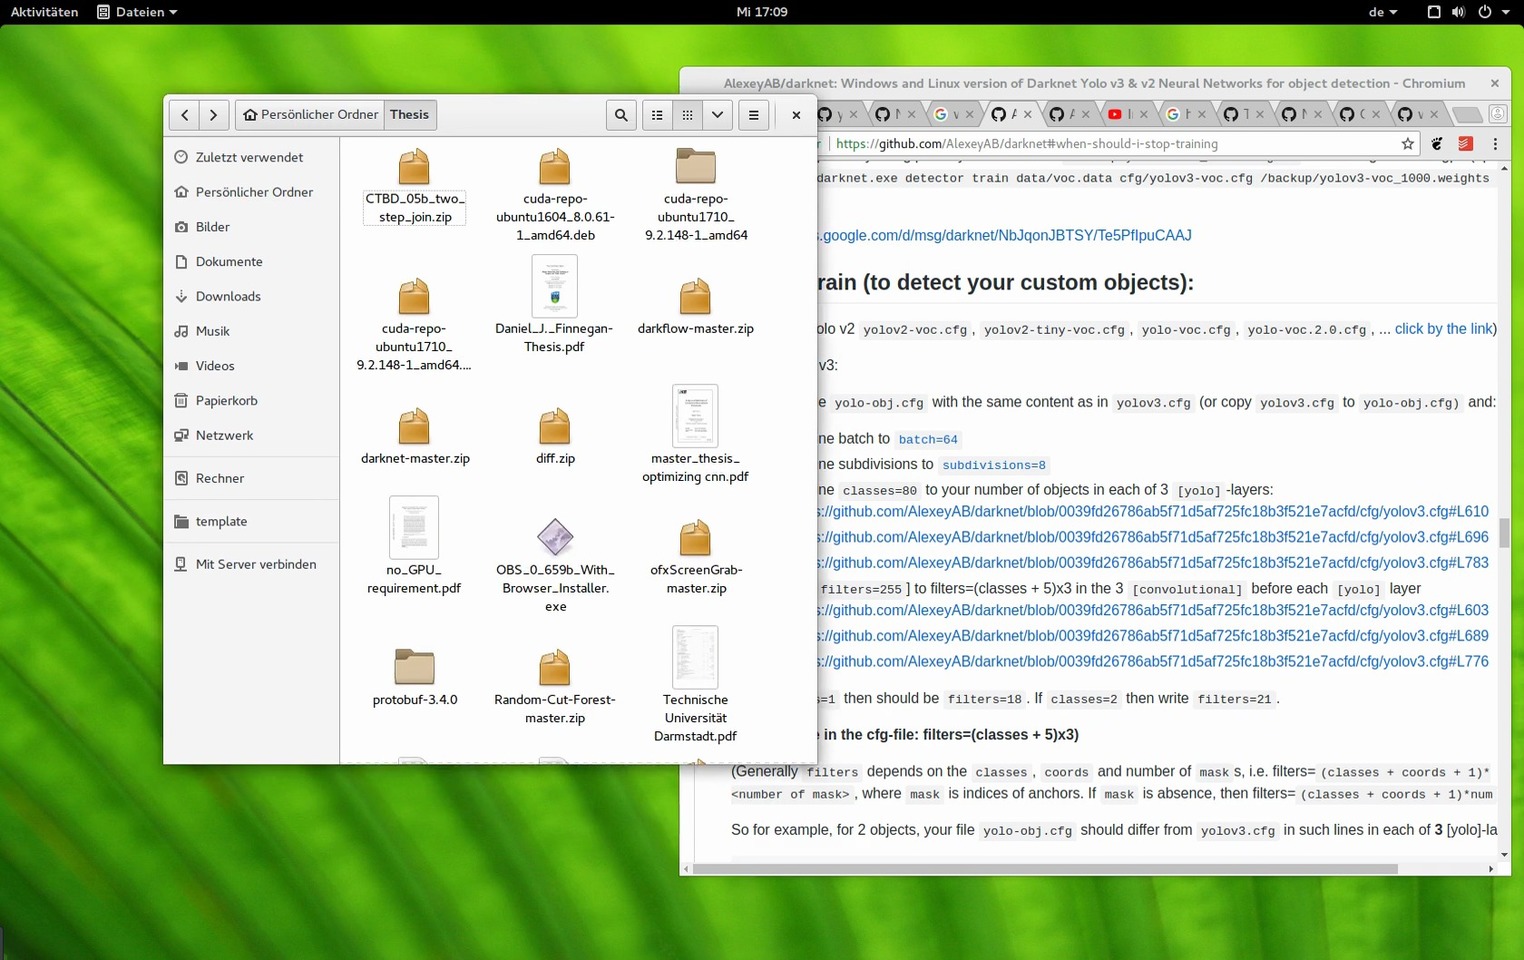 Aktivitäten
Dateien
Mi 17:09
de
Persönlicher Ordner
Thesis
Zuletzt verwendet
Persönlicher Ordner
Bilder
Dokumente
Downloads
Musik
Videos
Papierkorb
Netzwerk
Rechner
template
Mit Server verbinden
CTBD_05b_two_
step_join.zip
cuda-repo-
ubuntu1604_8.0.61-
1_amd64.deb
cuda-repo-
ubuntu1710_
9.2.148-1_amd64
cuda-repo-
ubuntu1710_
9.2.148-1_amd64....
Daniel_J._Finnegan-
Thesis.pdf
darkflow-master.zip
darknet-master.zip
diff.zip
master_thesis_
optimizing cnn.pdf
no_GPU_
requirement.pdf
OBS_0_659b_With_
Browser_Installer.
exe
ofxScreenGrab-
master.zip
protobuf-3.4.0
Random-Cut-Forest-
master.zip
Technische
Universität
Darmstadt.pdf
AlexeyAB/darknet: Windows and Linux version of Darknet Yolo v3 & v2 Neural Networks for object detection - Chromium
https://github.com/AlexeyAB/darknet#when-should-i-stop-training
darknet.exe detector train data/voc.data cfg/yolov3-voc.cfg /backup/yolov3-voc_1000.weights
s.google.com/d/msg/darknet/NbJqonJBTSY/Te5PfIpuCAAJ
rain (to detect your custom objects):
olo v2 yolov2-voc.cfg , yolov2-tiny-voc.cfg , yolo-voc.cfg , yolo-voc.2.0.cfg , ... click by the link)
v3:
e yolo-obj.cfg with the same content as in yolov3.cfg (or copy yolov3.cfg to yolo-obj.cfg) and:
ne batch to batch=64
ne subdivisions to subdivisions=8
ne classes=80 to your number of objects in each of 3 [yolo] -layers:
s://github.com/AlexeyAB/darknet/blob/0039fd26786ab5f71d5af725fc18b3f521e7acfd/cfg/yolov3.cfg#L610
s://github.com/AlexeyAB/darknet/blob/0039fd26786ab5f71d5af725fc18b3f521e7acfd/cfg/yolov3.cfg#L696
s://github.com/AlexeyAB/darknet/blob/0039fd26786ab5f71d5af725fc18b3f521e7acfd/cfg/yolov3.cfg#L783
filters=255 ] to filters=(classes + 5)x3 in the 3 [convolutional] before each [yolo] layer
s://github.com/AlexeyAB/darknet/blob/0039fd26786ab5f71d5af725fc18b3f521e7acfd/cfg/yolov3.cfg#L603
s://github.com/AlexeyAB/darknet/blob/0039fd26786ab5f71d5af725fc18b3f521e7acfd/cfg/yolov3.cfg#L689
s://github.com/AlexeyAB/darknet/blob/0039fd26786ab5f71d5af725fc18b3f521e7acfd/cfg/yolov3.cfg#L776
s=1 then should be filters=18 . If classes=2 then write filters=21 .
e in the cfg-file: filters=(classes + 5)x3)
(Generally filters depends on the classes , coords and number of mask s, i.e. filters= (classes + coords + 1)*
<number of mask> , where mask is indices of anchors. If mask is absence, then filters= (classes + coords + 1)*num
So for example, for 2 objects, your file yolo-obj.cfg should differ from yolov3.cfg in such lines in each of 3 [yolo]-la